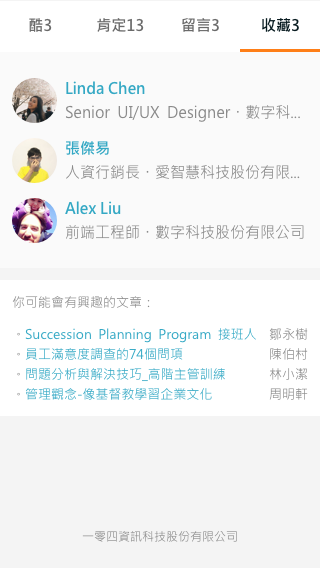 酷3 肯定13 留言3 收藏3
Linda Chen
Senior UI/UX Designer．數字科...
張傑易
人資行銷長．愛智慧科技股份有限...
Alex Liu
前端工程師．數字科技股份有限公司
你可能會有興趣的文章：
◦ Succession Planning Program 接班人 鄒永樹
◦ 員工滿意度調查的74個問項 陳伯村
◦ 問題分析與解決技巧_高階主管訓練 林小潔
◦ 管理觀念-像基督教學習企業文化 周明軒
一零四資訊科技股份有限公司